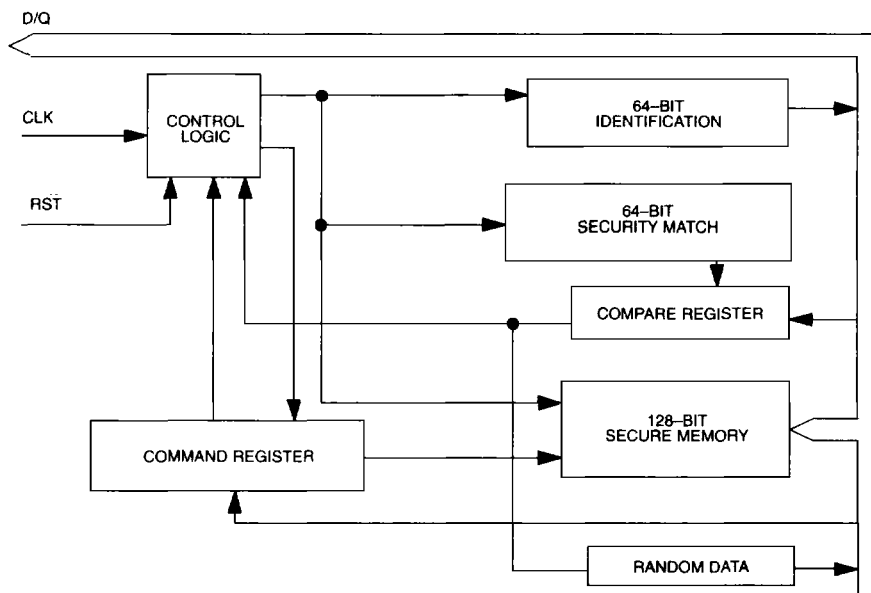 D/Q
CLK
RST
CONTROL
LOGIC
64–BIT
IDENTIFICATION
64–BIT
SECURITY MATCH
COMPARE REGISTER
128–BIT
SECURE MEMORY
COMMAND REGISTER
RANDOM DATA